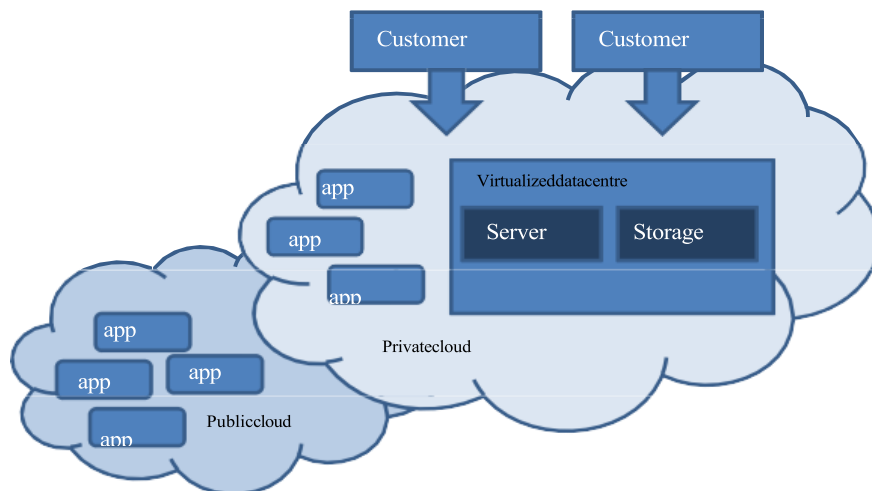 Customer
Customer
app
Virtualizeddatacentre
app
Server
Storage
app
app
Privatecloud
app
app
Publiccloud
app